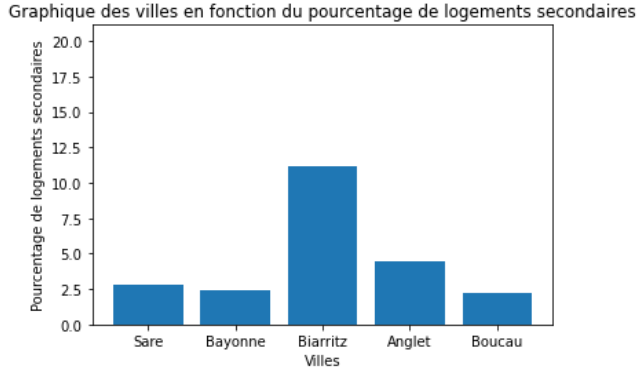 Graphique des villes en fonction du pourcentage de logements secondaires
Pourcentage de logements secondaires
20.0
17.5
15.0
12.5
10.0
7.5
5.0
2.5
0.0
Sare Bayonne Biarritz Anglet Boucau
Villes